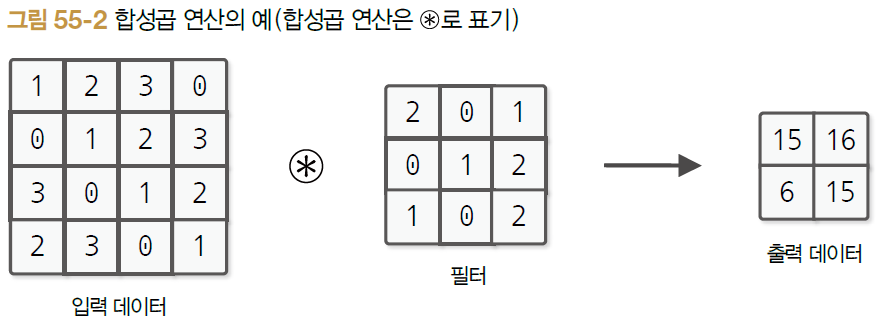 그림 55-2 합성곱 연산의 예(합성곱 연산은 ⊛로 표기)
1 2 3 0
0 1 2 3
3 0 1 2
2 3 0 1
입력 데이터
⊛
2 0 1
0 1 2
1 0 2
필터
15 16
6 15
출력 데이터